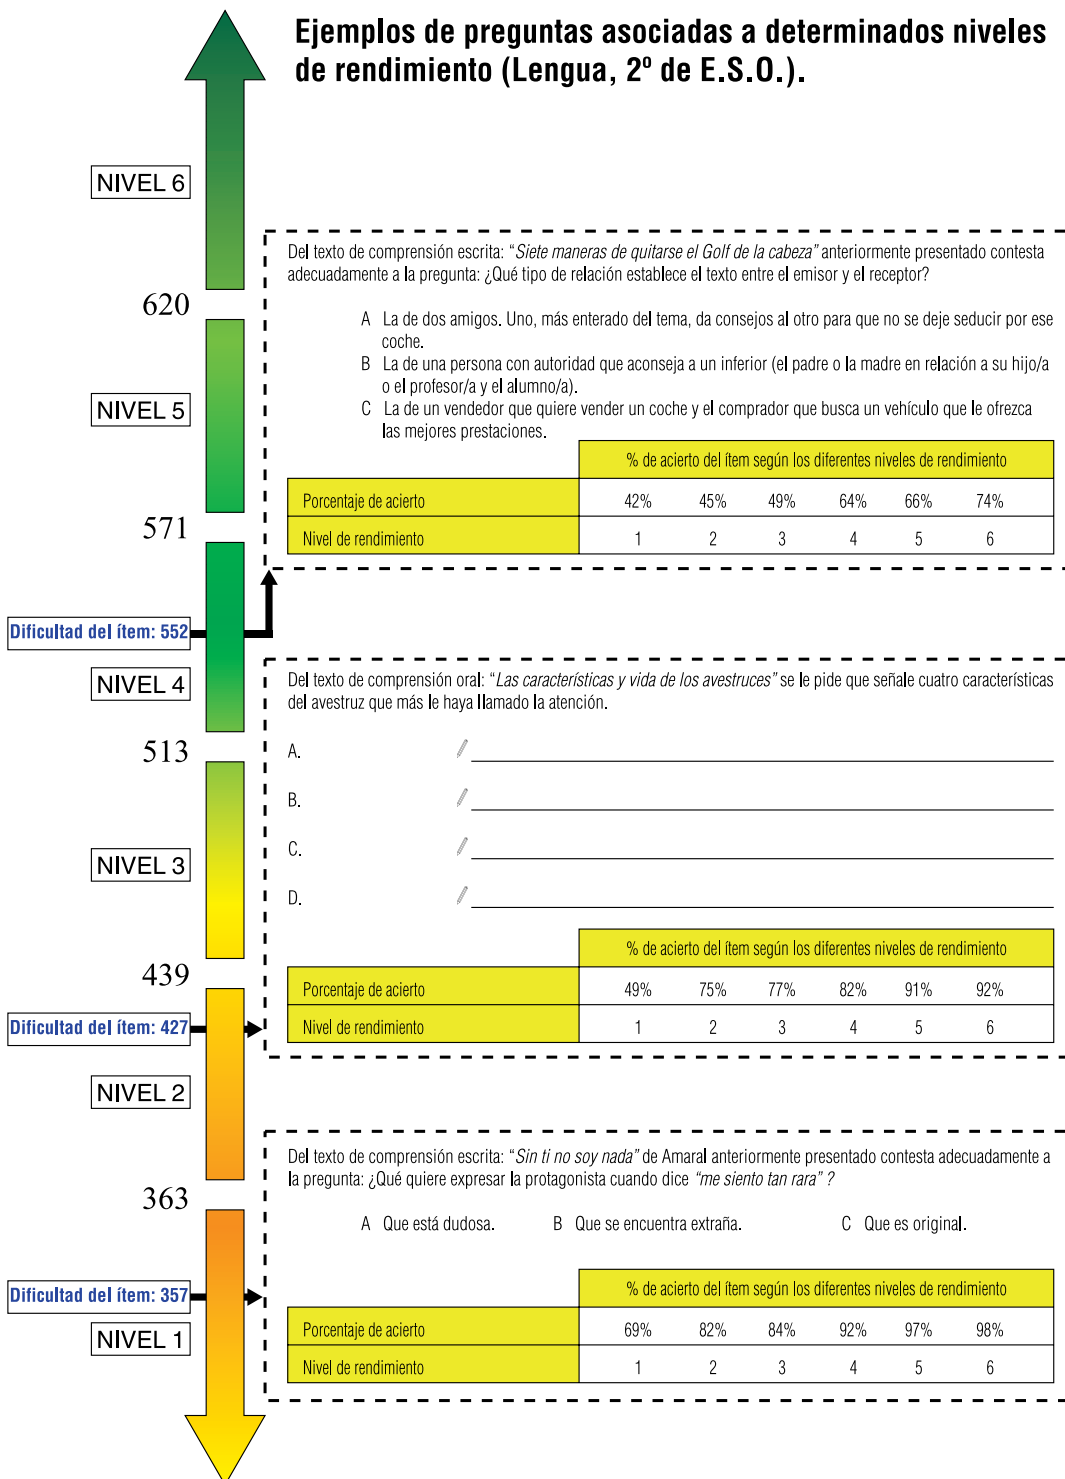 Ejemplos de preguntas asociadas a determinados niveles
de rendimiento (Lengua, 2º de E.S.O.).
NIVEL 6
Del texto de comprensión escrita: “Siete maneras de quitarse el Golf de la cabeza” anteriormente presentado contesta
adecuadamente a la pregunta: ¿Qué tipo de relación establece el texto entre el emisor y el receptor?
620
A La de dos amigos. Uno, más enterado del tema, da consejos al otro para que no se deje seducir por ese
coche.
B La de una persona con autoridad que aconseja a un inferior (el padre o la madre en relación a su hijo/a
o el profesor/a y el alumno/a).
NIVEL 5
C La de un vendedor que quiere vender un coche y el comprador que busca un vehículo que le ofrezca
las mejores prestaciones.
% de acierto del ítem según los diferentes niveles de rendimiento
Porcentaje de acierto 42% 45% 49% 64% 66% 74%
571
Nivel de rendimiento 1 2 3 4 5 6
Dificultad del ítem: 552
NIVEL 4
Del texto de comprensión oral: “Las características y vida de los avestruces” se le pide que señale cuatro características
del avestruz que más le haya llamado la atención.
513
A.
B.
C.
NIVEL 3
D.
% de acierto del ítem según los diferentes niveles de rendimiento
439
Porcentaje de acierto 49% 75% 77% 82% 91% 92%
Dificultad del ítem: 427
Nivel de rendimiento 1 2 3 4 5 6
NIVEL 2
Del texto de comprensión escrita: “Sin ti no soy nada” de Amaral anteriormente presentado contesta adecuadamente a
la pregunta: ¿Qué quiere expresar la protagonista cuando dice “me siento tan rara” ?
363
A Que está dudosa. B Que se encuentra extraña. C Que es original.
% de acierto del ítem según los diferentes niveles de rendimiento
Dificultad del ítem: 357
Porcentaje de acierto 69% 82% 84% 92% 97% 98%
NIVEL 1
Nivel de rendimiento 1 2 3 4 5 6